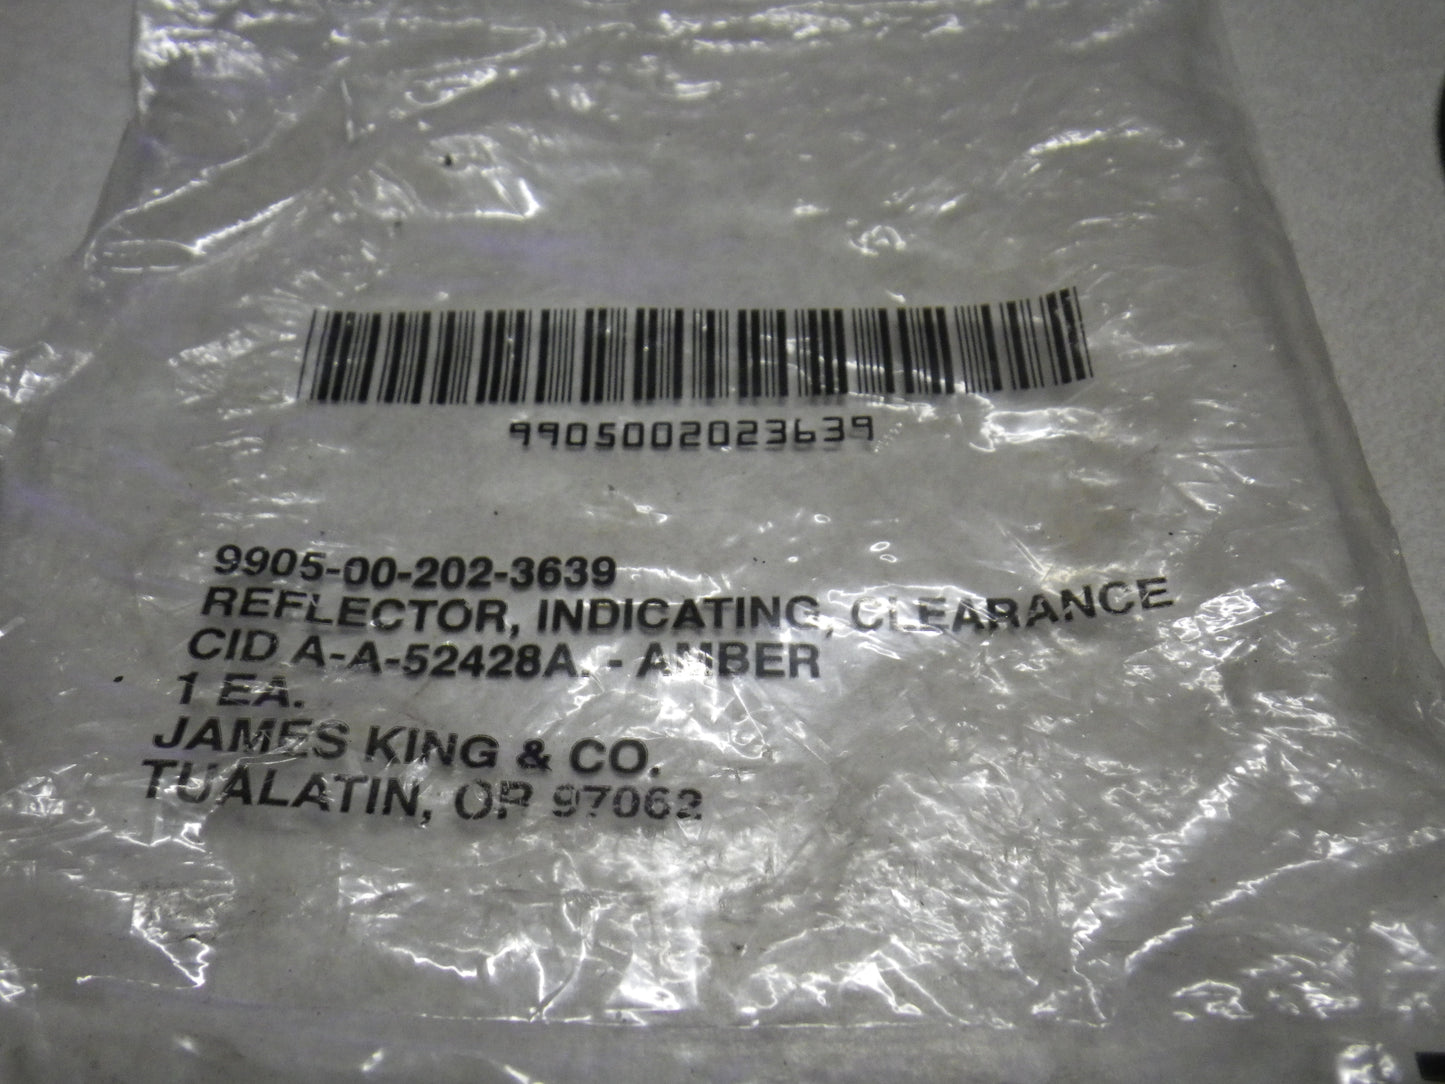 9905002023639
9905-00-202-3639
REFLECTOR, INDICATING, CLEARANCE
CID A-A-52428A. - AMBER
1 EA.
JAMES KING & CO.
TUALATIN, OR 97062